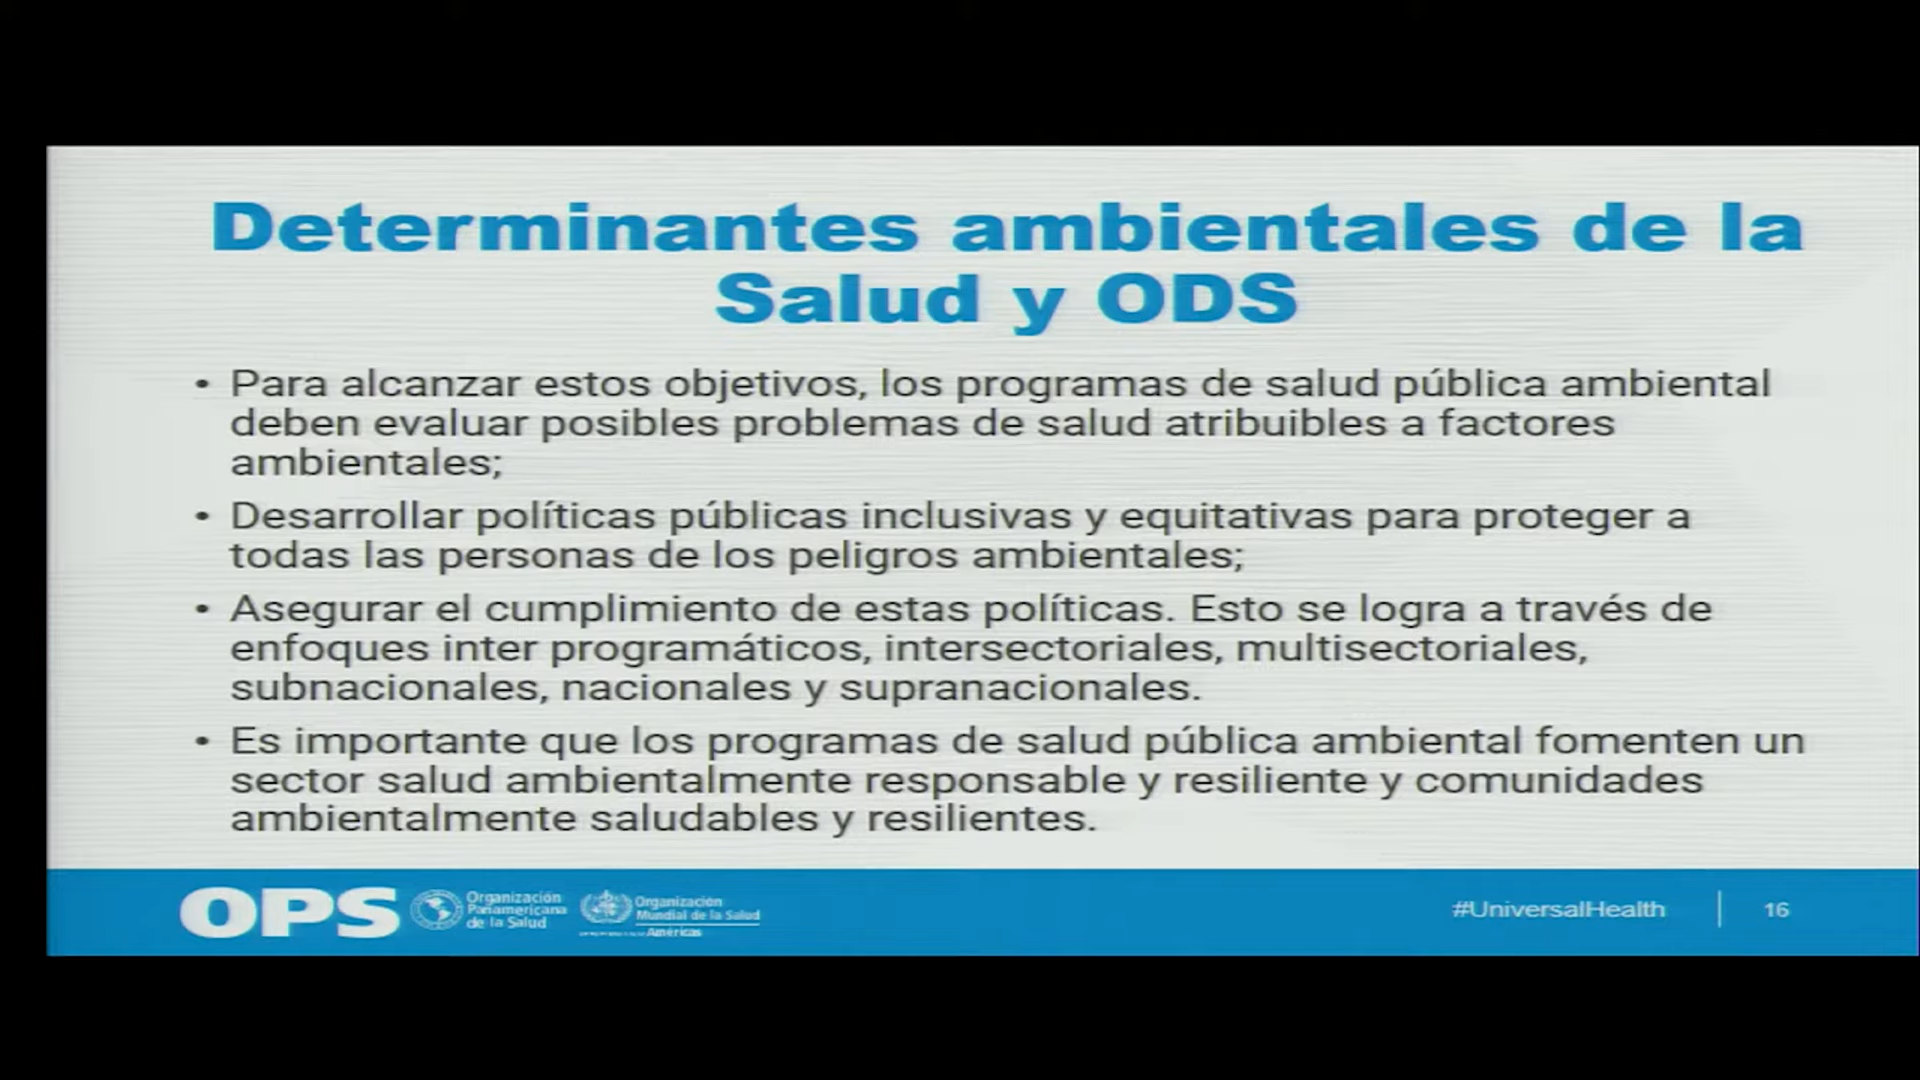 Determinantes ambientales de la
Salud y ODS
• Para alcanzar estos objetivos, los programas de salud pública ambiental
deben evaluar posibles problemas de salud atribuibles a factores
ambientales;
• Desarrollar políticas públicas inclusivas y equitativas para proteger a
todas las personas de los peligros ambientales;
• Asegurar el cumplimiento de estas políticas. Esto se logra a través de
enfoques inter programáticos, intersectoriales, multisectoriales,
subnacionales, nacionales y supranacionales.
• Es importante que los programas de salud pública ambiental fomenten un
sector salud ambientalmente responsable y resiliente y comunidades
ambientalmente saludables y resilientes.
OPS
Organización
Panamericana
de la Salud
Organización
Mundial de la Salud
Américas
#UniversalHealth
16